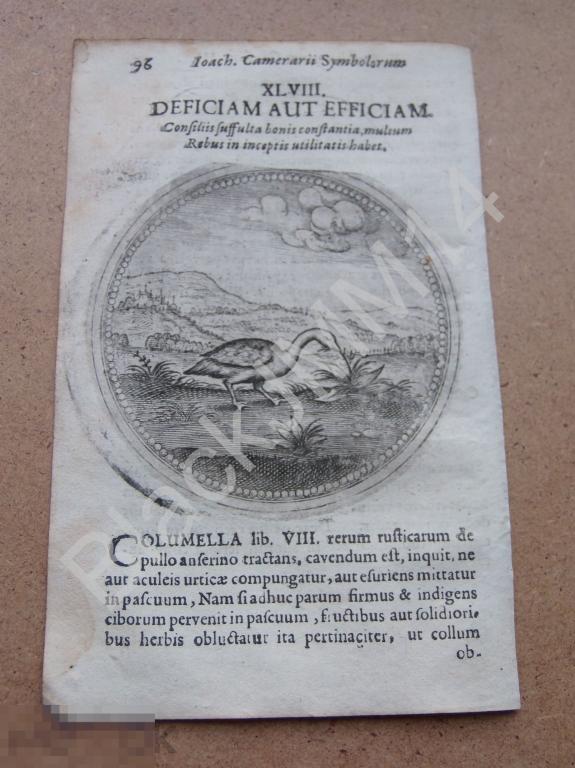 96 Ioach. Camerarii Symbolorum
XLVIII.
DEFICIAM AUT EFFICIAM.
Consiliis suffulta bonis constantia, multum
Rebus in inceptis utilitatis habet.
COLUMELLA lib. VIII. rerum rusticarum de
pullo anserino tractans, cavendum est, inquit, ne
aut aculeis urticæ compungatur, aut esuriens mittatur
in pascuum, Nam si adhuc parum firmus & indigens
ciborum pervenit in pascuum, fructibus aut solidiori-
bus herbis obluctatur ita pertinaciter, ut collum
ob-